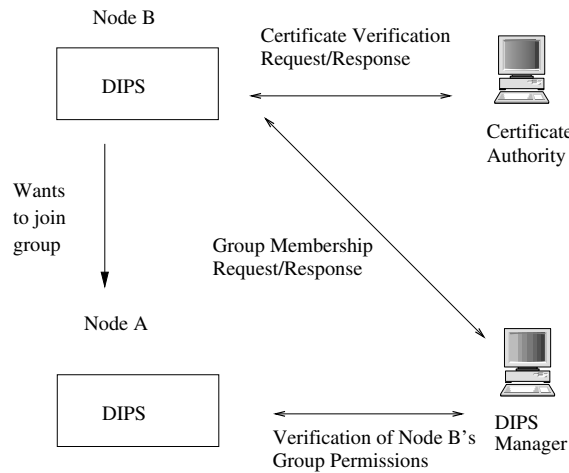 Node B
DIPS
Certificate Verification
Request/Response
Certificate
Authority
Wants
to join
group
Group Membership
Request/Response
Node A
DIPS
Verification of Node B's
Group Permissions
DIPS
Manager